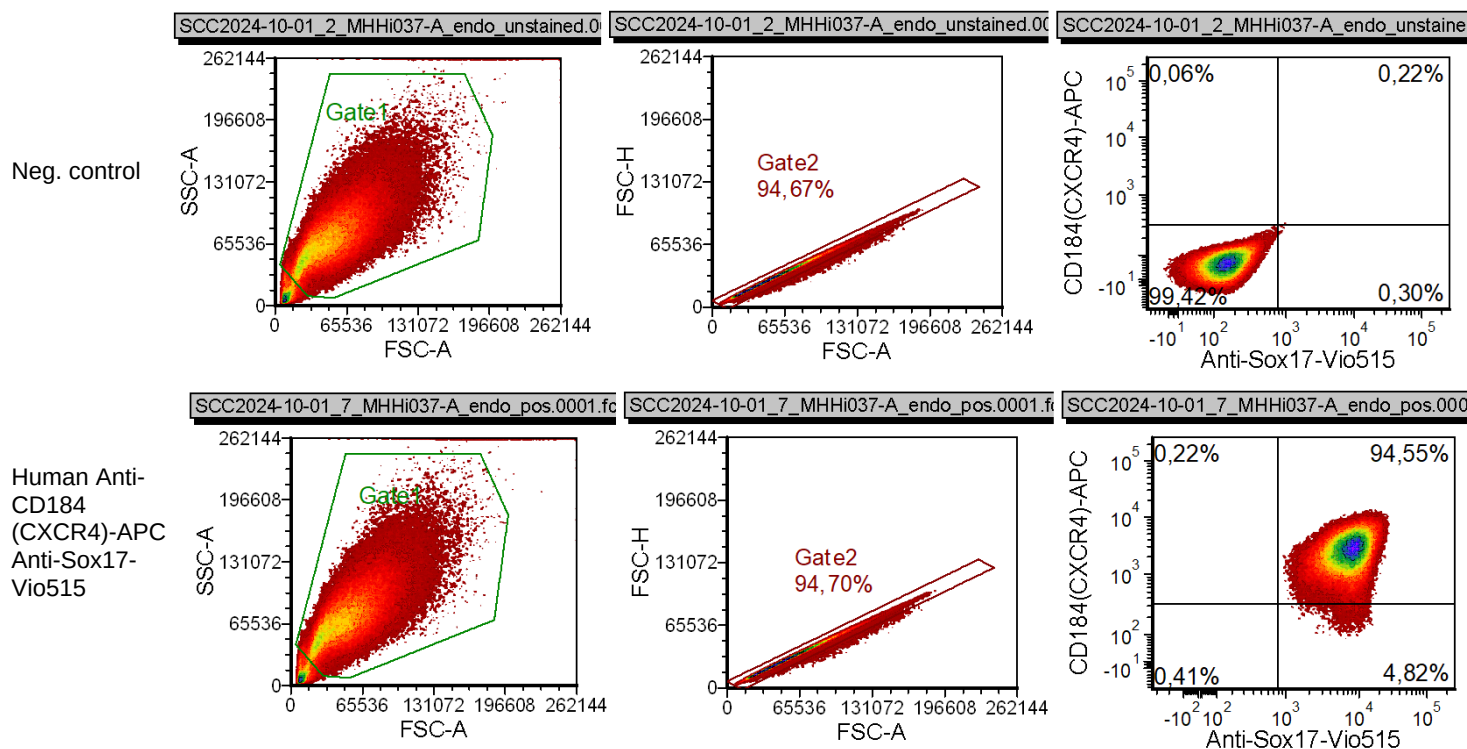 SCC2024-10-01_2_MHHi037-A_endo_unstained.00
262144
196608
131072
65536
0
SSC-A
Gate1
0 65536 131072 196608 262144
FSC-A
SCC2024-10-01_2_MHHi037-A_endo_unstained.00
262144
196608
131072
65536
0
FSC-H
Gate2
94,67%
0 65536 131072 196608 262144
FSC-A
SCC2024-10-01_2_MHHi037-A_endo_unstaine
CD184(CXCR4)-APC
10^5
10^4
10^3
-10^1
0,06% 0,22%
99,42% 0,30%
-10^1 10^2 10^3 10^4 10^5
Anti-Sox17-Vio515
Neg. control
SCC2024-10-01_7_MHHi037-A_endo_pos.0001.fc
262144
196608
131072
65536
0
SSC-A
Gate1
0 65536 131072 196608 262144
FSC-A
SCC2024-10-01_7_MHHi037-A_endo_pos.0001.fc
262144
196608
131072
65536
0
FSC-H
Gate2
94,70%
0 65536 131072 196608 262144
FSC-A
SCC2024-10-01_7_MHHi037-A_endo_pos.000
CD184(CXCR4)-APC
10^5
10^4
10^3
10^2
-10^1
0,22% 94,55%
0,41% 4,82%
-10^2 10^2 10^3 10^4 10^5
Anti-Sox17-Vio515
Human Anti-
CD184
(CXCR4)-APC
Anti-Sox17-
Vio515